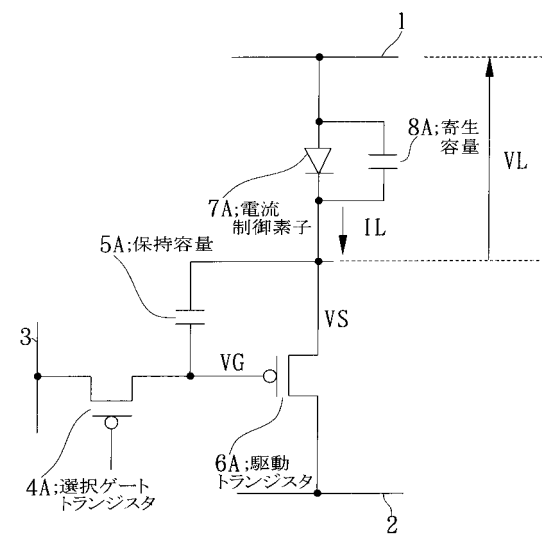 1
8A;寄生
容量
VL
7A;電流
制御素子
IL
5A;保持容量
VS
3
VG
6A;駆動
トランジスタ
4A;選択ゲート
トランジスタ
2